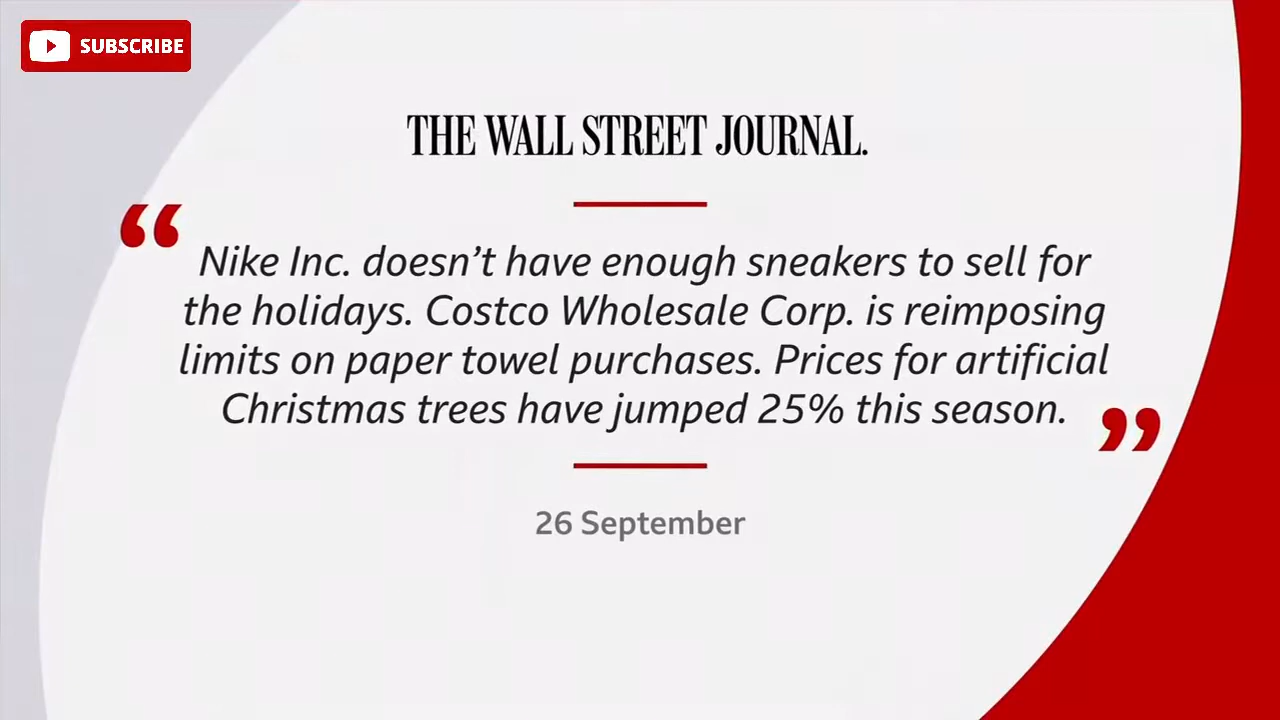 SUBSCRIBE
THE WALL STREET JOURNAL.
“ Nike Inc. doesn’t have enough sneakers to sell for
the holidays. Costco Wholesale Corp. is reimposing
limits on paper towel purchases. Prices for artificial
Christmas trees have jumped 25% this season. ”
26 September